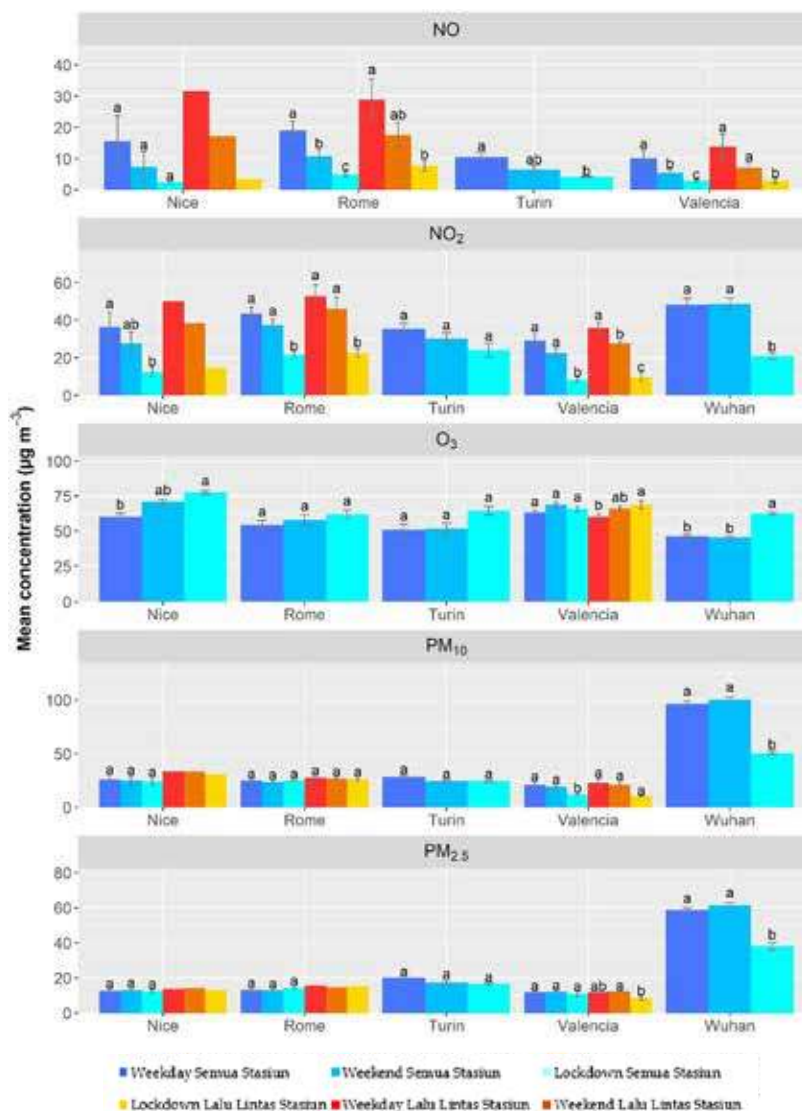 NO
40
30
20
10
0
a a a a b c a ab b a ab b a b c a a b
Nice Rome Turin Valencia
NO₂
60
40
20
0
a ab b a a b a a b a a a a a b a b c a a b
Nice Rome Turin Valencia Wuhan
O₃
100
75
50
25
0
b ab a a a a a a a a a a b ab a b b a
Nice Rome Turin Valencia Wuhan
PM₁₀
100
50
0
a a a a a a a a a a a a a a b a a a a a b
Nice Rome Turin Valencia Wuhan
PM₂.₅
80
60
40
20
0
a a a a a a a a a a a a ab a b a a b
Nice Rome Turin Valencia Wuhan
Mean concentration (µg m⁻³)
Weekday Semua Stasiun Weekend Semua Stasiun Lockdown Semua Stasiun
Lockdown Lalu Lintas Stasiun Weekday Lalu Lintas Stasiun Weekend Lalu Lintas Stasiun